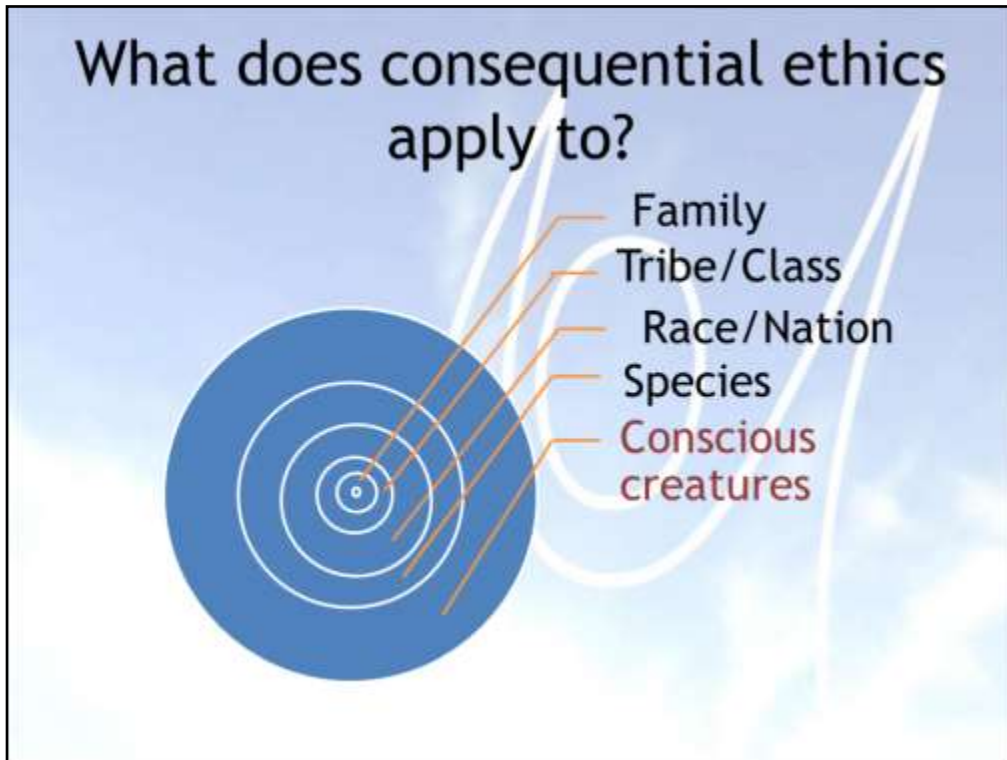 What does consequential ethics
apply to?
Family
Tribe/Class
Race/Nation
Species
Conscious
creatures